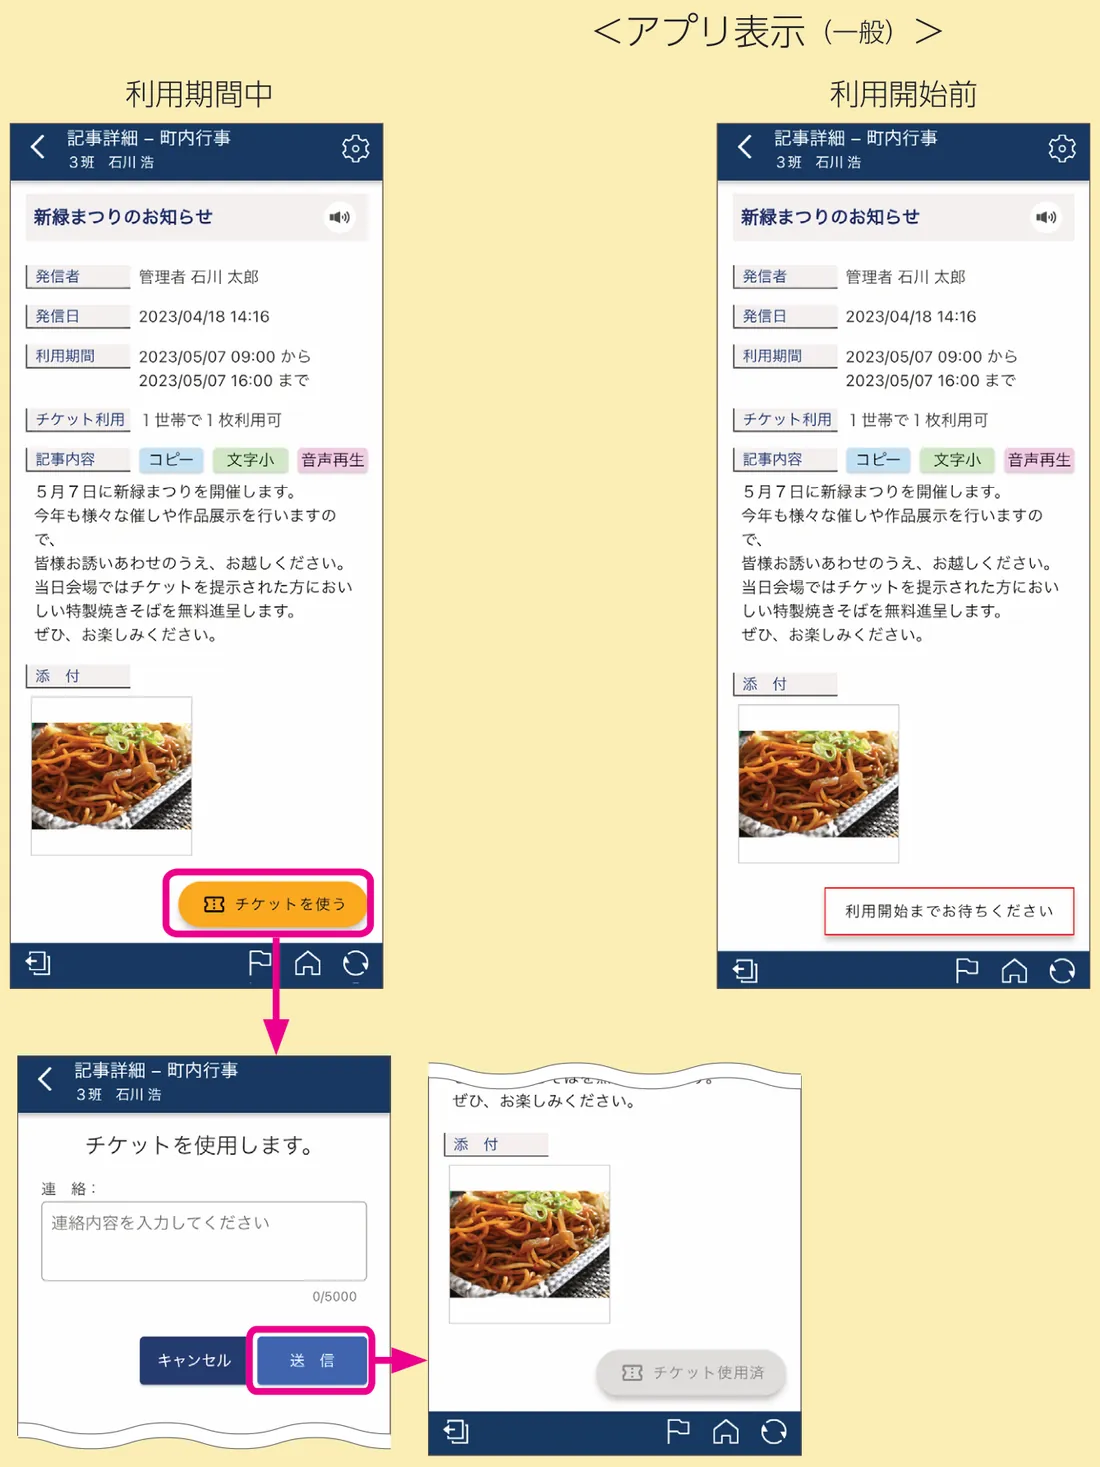 ＜アプリ表示（一般）＞
利用期間中
記事詳細 – 町内行事
３班　石川 浩
新緑まつりのお知らせ
発信者　管理者 石川 太郎
発信日　2023/04/18 14:16
利用期間　2023/05/07 09:00 から
2023/05/07 16:00 まで
チケット利用　１世帯で１枚利用可
記事内容　コピー　文字小　音声再生
５月７日に新緑まつりを開催します。
今年も様々な催しや作品展示を行いますの
で、
皆様お誘いあわせのうえ、お越しください。
当日会場ではチケットを提示された方においしい特製焼きそばを無料進呈します。
ぜひ、お楽しみください。
添　付
チケットを使う
利用開始前
記事詳細 – 町内行事
３班　石川 浩
新緑まつりのお知らせ
発信者　管理者 石川 太郎
発信日　2023/04/18 14:16
利用期間　2023/05/07 09:00 から
2023/05/07 16:00 まで
チケット利用　１世帯で１枚利用可
記事内容　コピー　文字小　音声再生
５月７日に新緑まつりを開催します。
今年も様々な催しや作品展示を行いますの
で、
皆様お誘いあわせのうえ、お越しください。
当日会場ではチケットを提示された方におい
しい特製焼きそばを無料進呈します。
ぜひ、お楽しみください。
添　付
利用開始までお待ちください
記事詳細 – 町内行事
３班　石川 浩
チケットを使用します。
連　絡：
連絡内容を入力してください
0/5000
キャンセル　送　信
ぜひ、お楽しみください。
添　付
チケット使用済